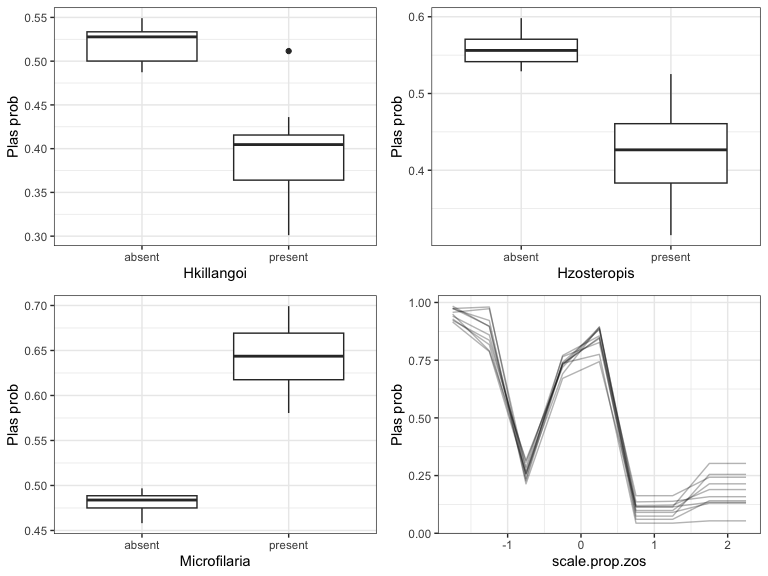 0.55
0.50
0.45
0.40
0.35
0.30
Plas prob
absent
present
Hkillangoi
0.6
0.5
0.4
Plas prob
absent
present
Hzosteropis
0.70
0.65
0.60
0.55
0.50
0.45
Plas prob
absent
present
Microfilaria
1.00
0.75
0.50
0.25
0.00
Plas prob
-1
0
1
2
scale.prop.zos